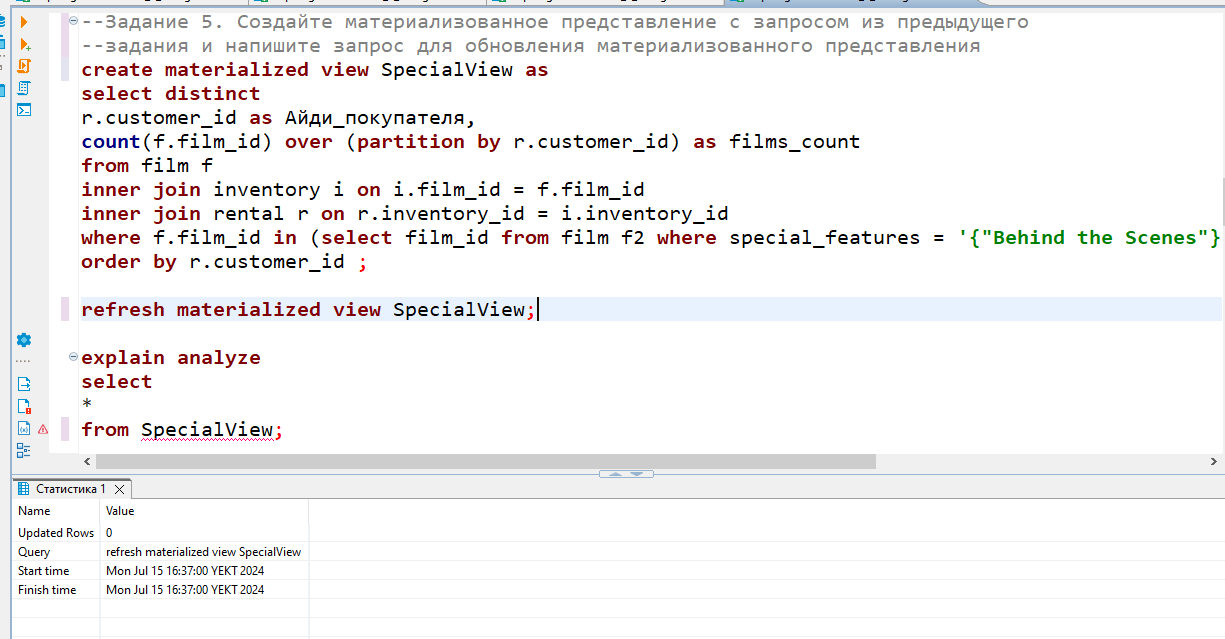 --Задание 5. Создайте материализованное представление с запросом из предыдущего
--задания и напишите запрос для обновления материализованного представления
create materialized view SpecialView as
select distinct
r.customer_id as Айди_покупателя,
count(f.film_id) over (partition by r.customer_id) as films_count
from film f
inner join inventory i on i.film_id = f.film_id
inner join rental r on r.inventory_id = i.inventory_id
where f.film_id in (select film_id from film f2 where special_features = '{"Behind the Scenes"}
order by r.customer_id ;
refresh materialized view SpecialView;
explain analyze
select
*
from SpecialView;
Статистика 1
Name Value
Updated Rows 0
Query refresh materialized view SpecialView
Start time Mon Jul 15 16:37:00 YEKT 2024
Finish time Mon Jul 15 16:37:00 YEKT 2024